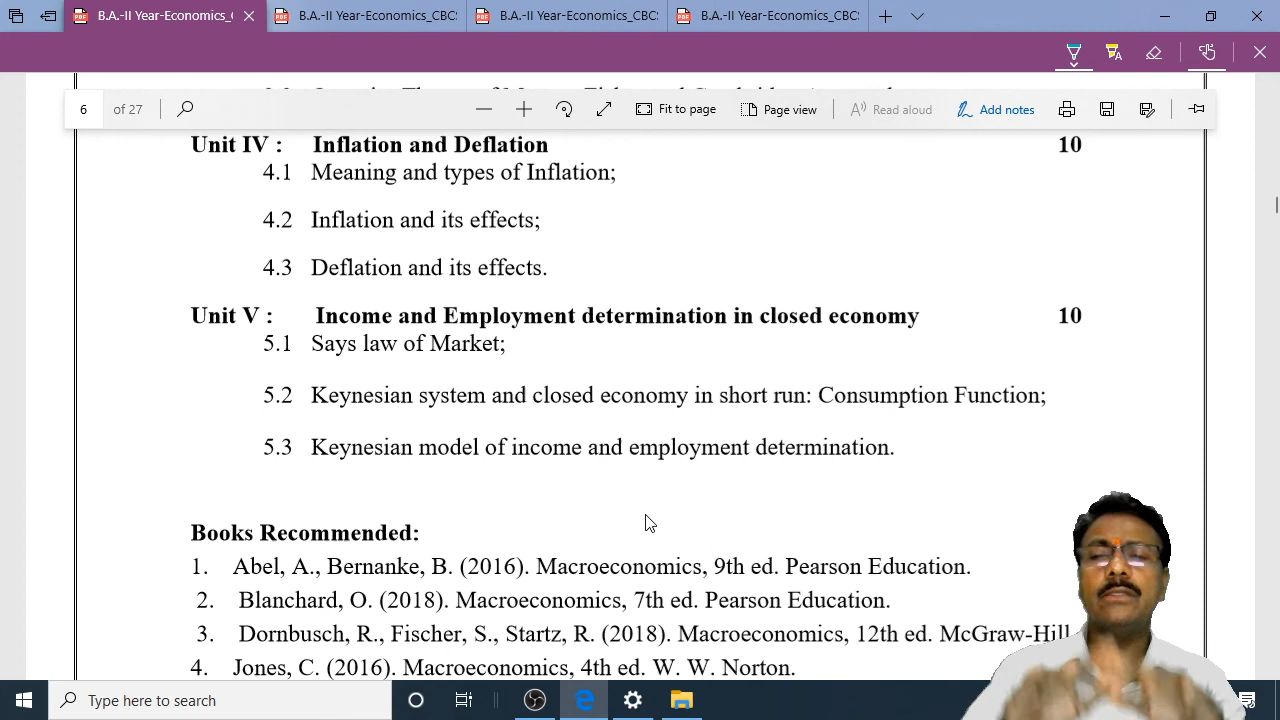 B.A.-II Year-Economics_CBC
B.A.-II Year-Economics_CBC
B.A.-II Year-Economics_CBC
B.A.-II Year-Economics_CBC
6 of 27
Fit to page
Page view
Read aloud
Add notes
Unit IV : Inflation and Deflation 10
4.1 Meaning and types of Inflation;
4.2 Inflation and its effects;
4.3 Deflation and its effects.
Unit V : Income and Employment determination in closed economy 10
5.1 Says law of Market;
5.2 Keynesian system and closed economy in short run: Consumption Function;
5.3 Keynesian model of income and employment determination.
Books Recommended:
1. Abel, A., Bernanke, B. (2016). Macroeconomics, 9th ed. Pearson Education.
2. Blanchard, O. (2018). Macroeconomics, 7th ed. Pearson Education.
3. Dornbusch, R., Fischer, S., Startz, R. (2018). Macroeconomics, 12th ed. McGraw-Hill
4. Jones, C. (2016). Macroeconomics, 4th ed. W. W. Norton.
Type here to search